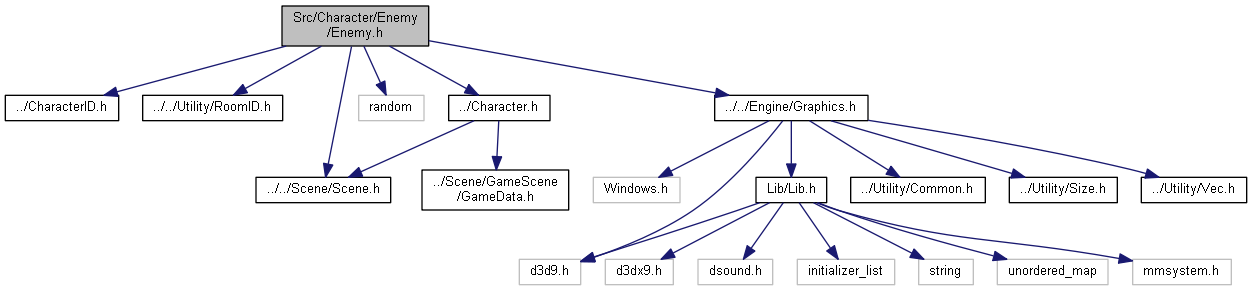 Src/Character/Enemy
/Enemy.h
../CharacterID.h
../../Utility/RoomID.h
random
../Character.h
../../Engine/Graphics.h
../../Scene/Scene.h
../Scene/GameScene
/GameData.h
Windows.h
Lib/Lib.h
../Utility/Common.h
../Utility/Size.h
../Utility/Vec.h
d3d9.h
d3dx9.h
dsound.h
initializer_list
string
unordered_map
mmsystem.h